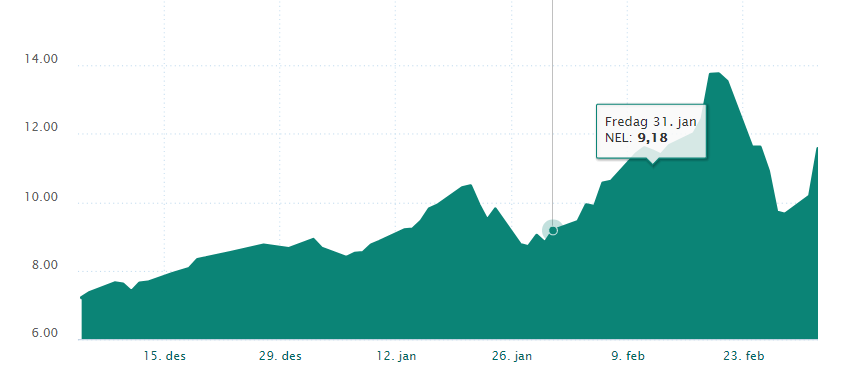 14.00
12.00
10.00
8.00
6.00
Fredag 31. jan
NEL: 9,18
15. des 29. des 12. jan 26. jan 9. feb 23. feb